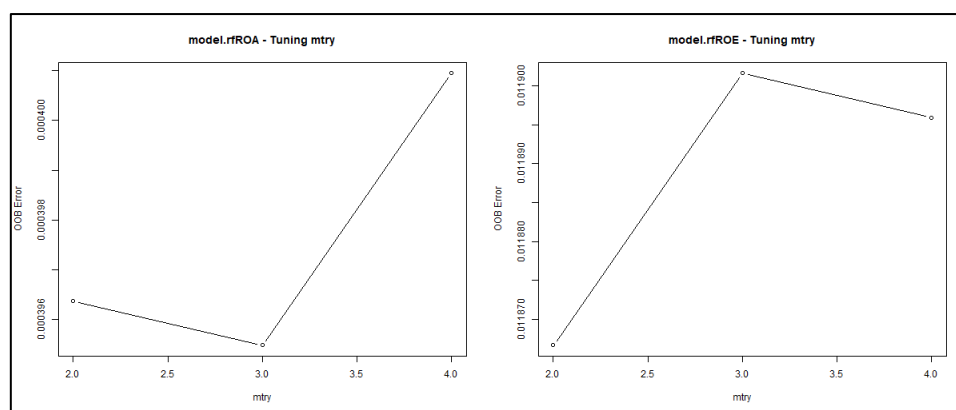 model.rfROA - Tuning mtry
OOB Error
0.000400
0.000398
0.000396
2.0 2.5 3.0 3.5 4.0
mtry
model.rfROE - Tuning mtry
OOB Error
0.011900
0.011890
0.011880
0.011870
2.0 2.5 3.0 3.5 4.0
mtry